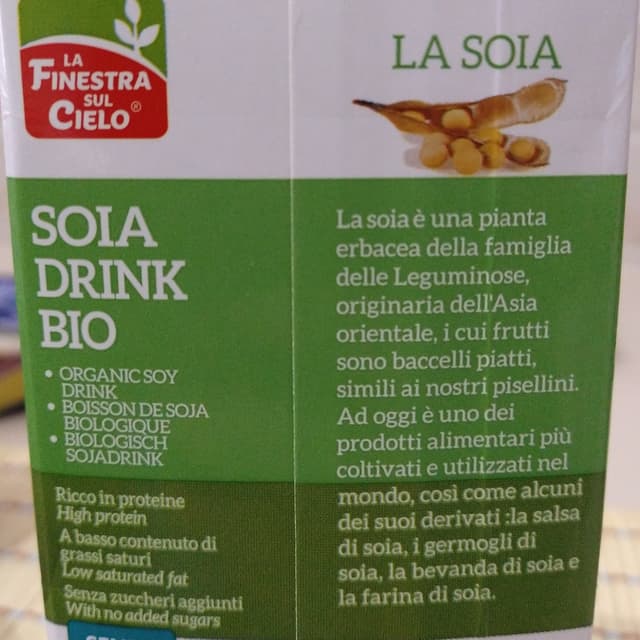 LA
FINESTRA
SUL
CIELO®
LA SOIA
SOIA
DRINK
BIO
• ORGANIC SOY
DRINK
• BOISSON DE SOJA
BIOLOGIQUE
• BIOLOGISCH
SOJADRINK
Ricco in proteine
High protein
A basso contenuto di
grassi saturi
Low saturated fat
Senza zuccheri aggiunti
With no added sugars
La soia è una pianta
erbacea della famiglia
delle Leguminose,
originaria dell'Asia
orientale, i cui frutti
sono baccelli piatti,
simili ai nostri pisellini.
Ad oggi è uno dei
prodotti alimentari più
coltivati e utilizzati nel
mondo, così come alcuni
dei suoi derivati :la salsa
di soia, i germogli di
soia, la bevanda di soia e
la farina di soia.